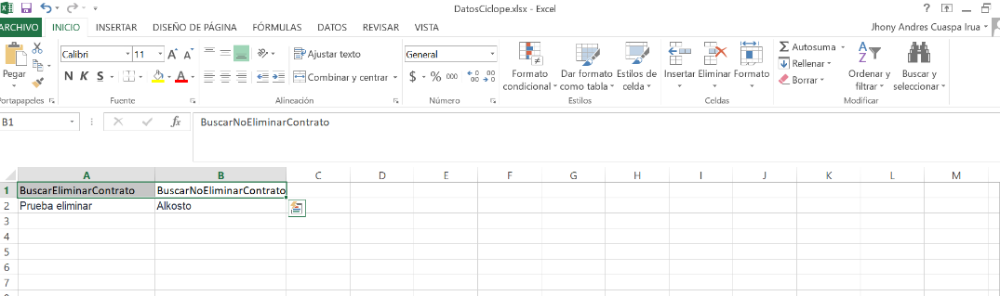 DatosCiclope.xlsx - Excel
ARCHIVO INICIO INSERTAR DISEÑO DE PÁGINA FÓRMULAS DATOS REVISAR VISTA Jhony Andres Cuaspa Irua
Calibri 11 General
Pegar
N K S A
Ajustar texto
Combinar y centrar
$ % 000
Formato condicional
Dar formato como tabla
Estilos de celda
Insertar Eliminar Formato
Autosuma
Rellenar
Borrar
Ordenar y filtrar
Buscar y seleccionar
Portapapeles Fuente Alineación Número Estilos Celdas Modificar
B1 fx BuscarNoEliminarContrato
A B C D E F G H I J K L M
1 BuscarEliminarContrato BuscarNoEliminarContrato
2 Prueba eliminar Alkosto
3
4
5
6
7